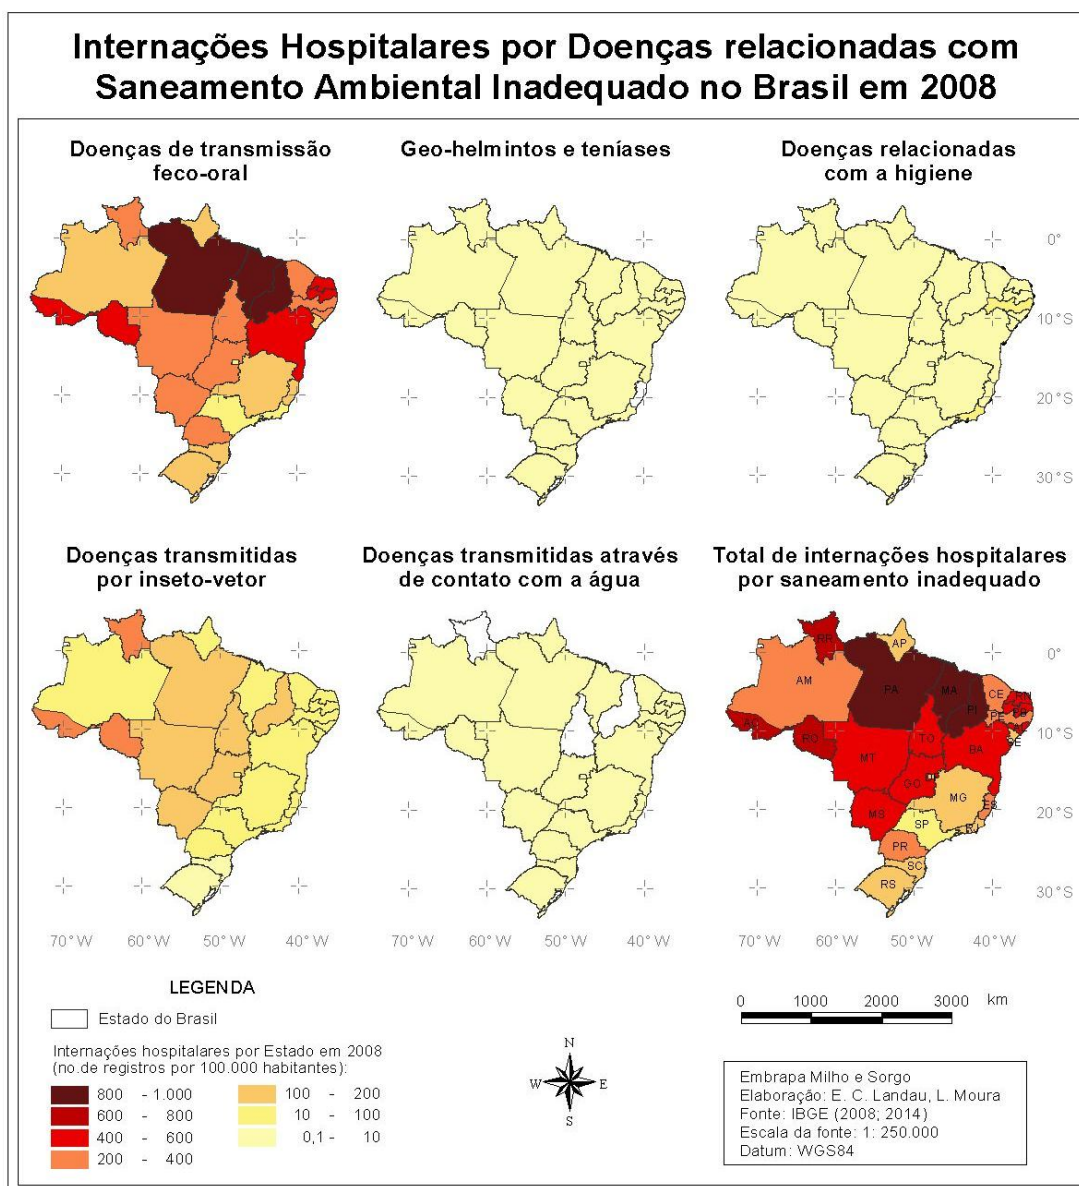 Internações Hospitalares por Doenças relacionadas com
Saneamento Ambiental Inadequado no Brasil em 2008
Doenças de transmissão
feco-oral
Geo-helmintos e teníases
Doenças relacionadas
com a higiene
0°
10°S
20°S
30°S
Doenças transmitidas
por inseto-vetor
Doenças transmitidas através
de contato com a água
Total de internações hospitalares
por saneamento inadequado
RR
AP
0°
AM
PA
MA
CE
RN
PI
PB
PE
AC
SE
10°S
RO
TO
BA
MT
GO
MG
ES
MS
20°S
SP
RJ
PR
SC
RS
30°S
70°W 60°W 50°W 40°W
70°W 60°W 50°W 40°W
70°W 60°W 50°W 40°W
LEGENDA
Estado do Brasil
Internações hospitalares por Estado em 2008
(no.de registros por 100.000 habitantes):
800 - 1.000
600 - 800
400 - 600
200 - 400
100 - 200
10 - 100
0,1 - 10
N
W E
S
0 1000 2000 3000 km
Embrapa Milho e Sorgo
Elaboração: E. C. Landau, L. Moura
Fonte: IBGE (2008; 2014)
Escala da fonte: 1: 250.000
Datum: WGS84